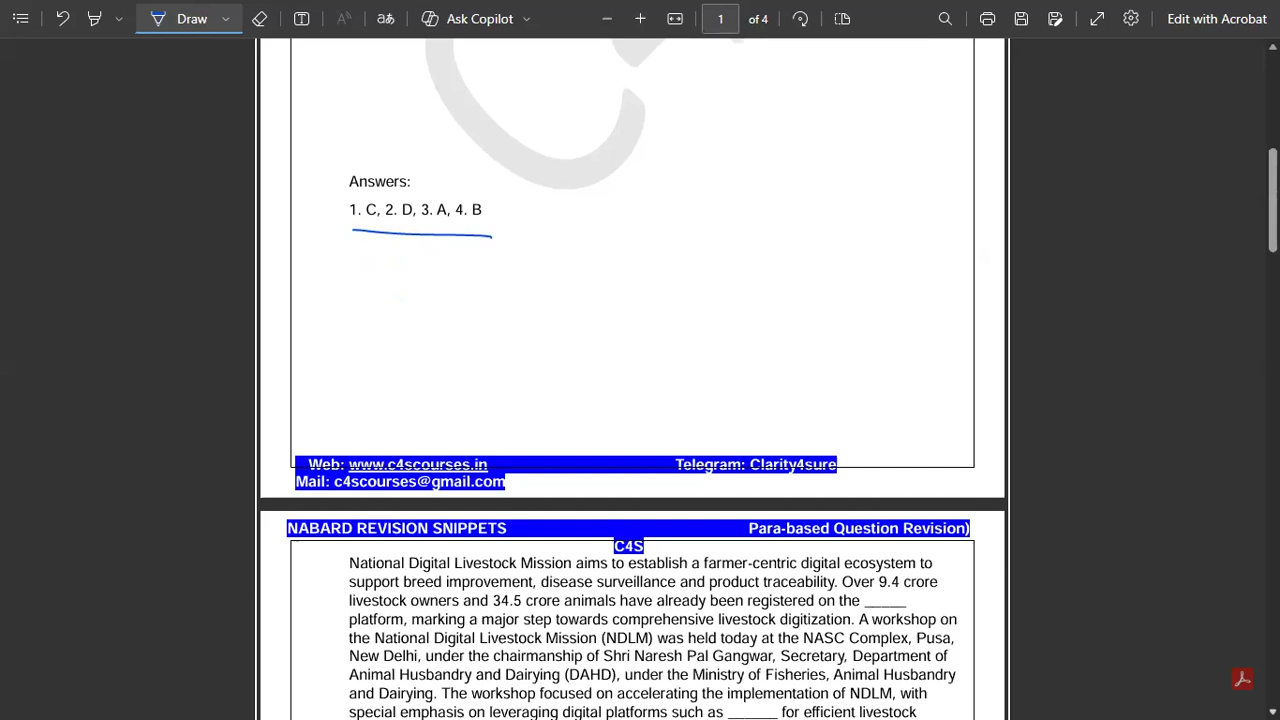 Draw
Ask Copilot
1 of 4
Edit with Acrobat
Answers:
1. C, 2. D, 3. A, 4. B
Web: www.c4scourses.in Telegram: Clarity4sure
Mail: c4scourses@gmail.com
NABARD REVISION SNIPPETS Para-based Question Revision)
C4S
National Digital Livestock Mission aims to establish a farmer-centric digital ecosystem to
support breed improvement, disease surveillance and product traceability. Over 9.4 crore
livestock owners and 34.5 crore animals have already been registered on the _____
platform, marking a major step towards comprehensive livestock digitization. A workshop on
the National Digital Livestock Mission (NDLM) was held today at the NASC Complex, Pusa,
New Delhi, under the chairmanship of Shri Naresh Pal Gangwar, Secretary, Department of
Animal Husbandry and Dairying (DAHD), under the Ministry of Fisheries, Animal Husbandry
and Dairying. The workshop focused on accelerating the implementation of NDLM, with
special emphasis on leveraging digital platforms such as ______ for efficient livestock